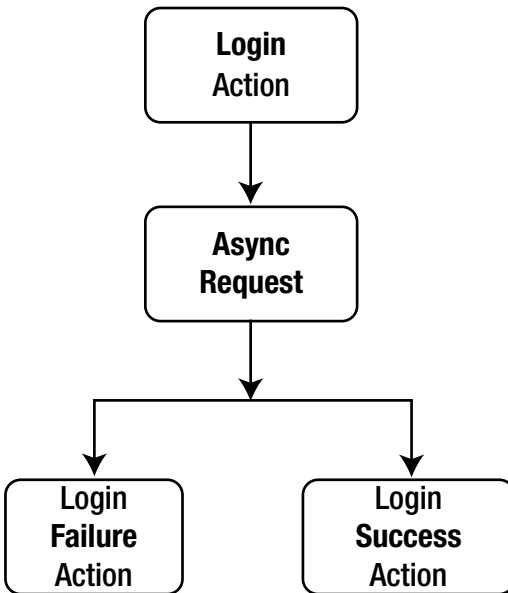 Login
Action
Async
Request
Login
Failure
Action
Login
Success
Action